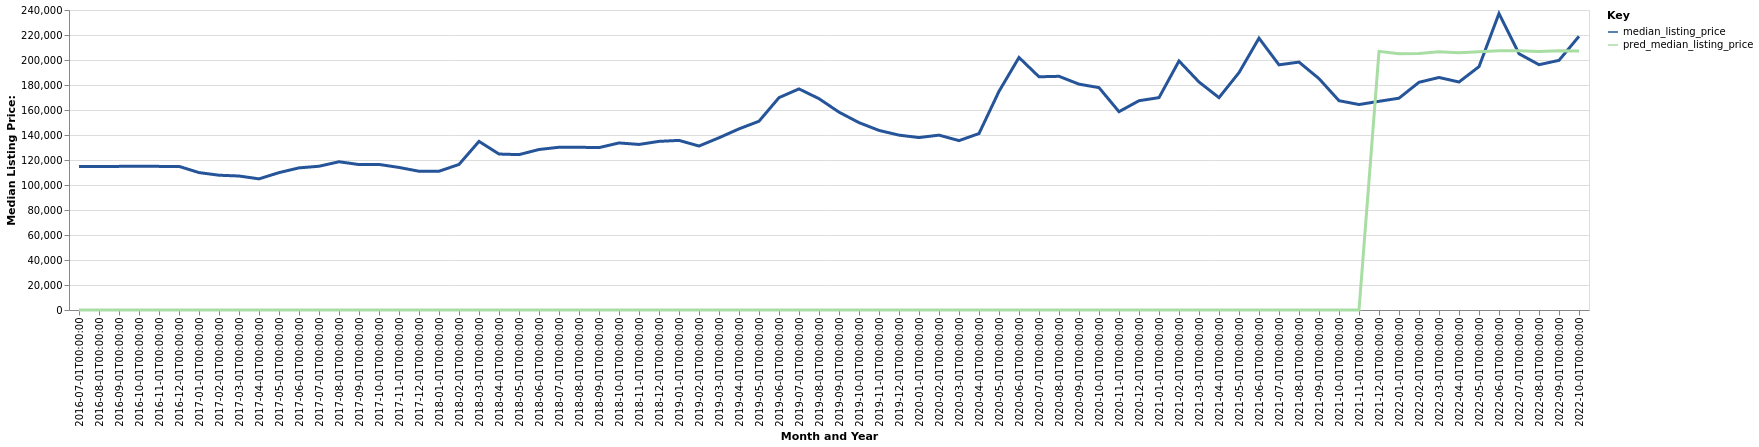 240,000
220,000
200,000
180,000
160,000
140,000
120,000
100,000
80,000
60,000
40,000
20,000
0
Median Listing Price:
2016-07-01T00:00:00
2016-08-01T00:00:00
2016-09-01T00:00:00
2016-10-01T00:00:00
2016-11-01T00:00:00
2016-12-01T00:00:00
2017-01-01T00:00:00
2017-02-01T00:00:00
2017-03-01T00:00:00
2017-04-01T00:00:00
2017-05-01T00:00:00
2017-06-01T00:00:00
2017-07-01T00:00:00
2017-08-01T00:00:00
2017-09-01T00:00:00
2017-10-01T00:00:00
2017-11-01T00:00:00
2017-12-01T00:00:00
2018-01-01T00:00:00
2018-02-01T00:00:00
2018-03-01T00:00:00
2018-04-01T00:00:00
2018-05-01T00:00:00
2018-06-01T00:00:00
2018-07-01T00:00:00
2018-08-01T00:00:00
2018-09-01T00:00:00
2018-10-01T00:00:00
2018-11-01T00:00:00
2018-12-01T00:00:00
2019-01-01T00:00:00
2019-02-01T00:00:00
2019-03-01T00:00:00
2019-04-01T00:00:00
2019-05-01T00:00:00
2019-06-01T00:00:00
2019-07-01T00:00:00
2019-08-01T00:00:00
2019-09-01T00:00:00
2019-10-01T00:00:00
2019-11-01T00:00:00
2019-12-01T00:00:00
2020-01-01T00:00:00
2020-02-01T00:00:00
2020-03-01T00:00:00
2020-04-01T00:00:00
2020-05-01T00:00:00
2020-06-01T00:00:00
2020-07-01T00:00:00
2020-08-01T00:00:00
2020-09-01T00:00:00
2020-10-01T00:00:00
2020-11-01T00:00:00
2020-12-01T00:00:00
2021-01-01T00:00:00
2021-02-01T00:00:00
2021-03-01T00:00:00
2021-04-01T00:00:00
2021-05-01T00:00:00
2021-06-01T00:00:00
2021-07-01T00:00:00
2021-08-01T00:00:00
2021-09-01T00:00:00
2021-10-01T00:00:00
2021-11-01T00:00:00
2021-12-01T00:00:00
2022-01-01T00:00:00
2022-02-01T00:00:00
2022-03-01T00:00:00
2022-04-01T00:00:00
2022-05-01T00:00:00
2022-06-01T00:00:00
2022-07-01T00:00:00
2022-08-01T00:00:00
2022-09-01T00:00:00
2022-10-01T00:00:00
Month and Year
Key
median_listing_price
pred_median_listing_price